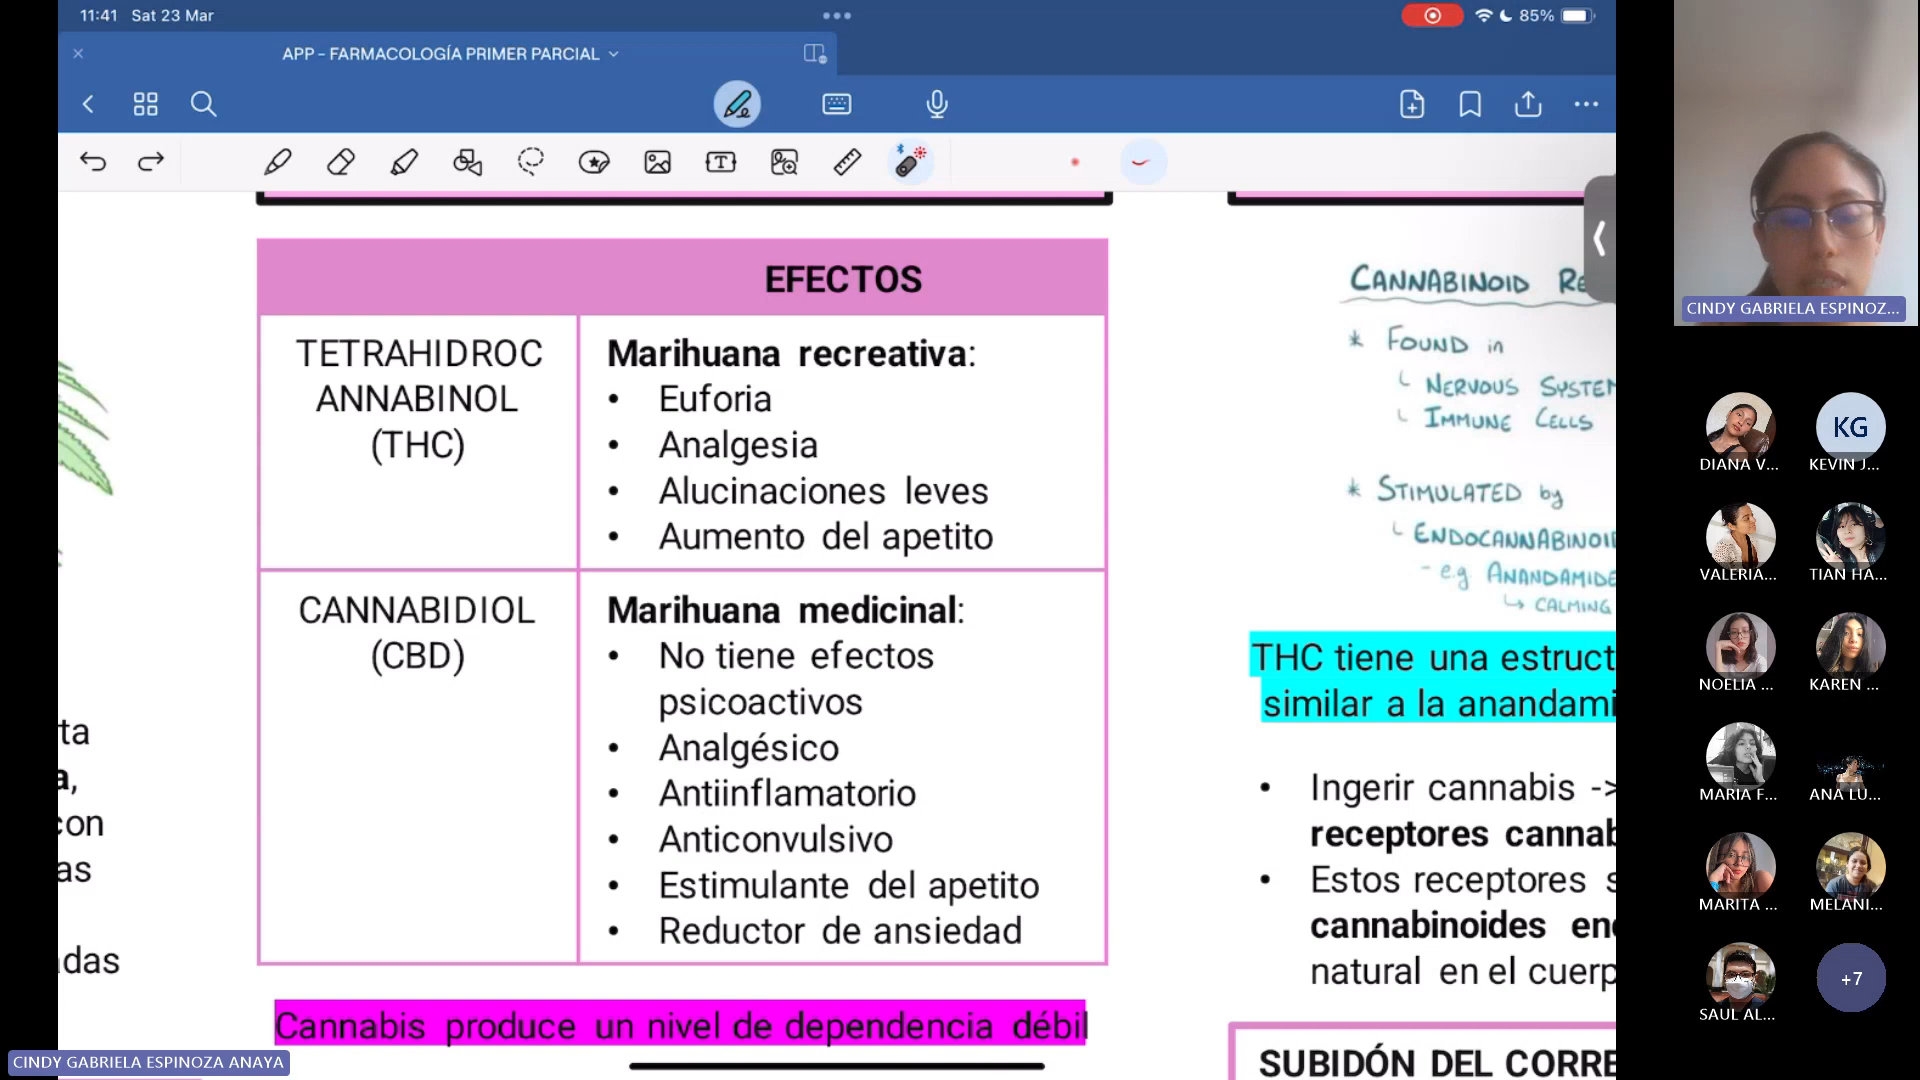 11:41 Sat 23 Mar
85%
APP - FARMACOLOGÍA PRIMER PARCIAL
EFECTOS
TETRAHIDROC
ANNABINOL
(THC)
Marihuana recreativa:
• Euforia
• Analgesia
• Alucinaciones leves
• Aumento del apetito
CANNABIDIOL
(CBD)
Marihuana medicinal:
• No tiene efectos
psicoactivos
• Analgésico
• Antiinflamatorio
• Anticonvulsivo
• Estimulante del apetito
• Reductor de ansiedad
Cannabis produce un nivel de dependencia débil
ta
a,
con
as
das
CANNABINOID RE
* FOUND in
NERVOUS SYSTEM
IMMUNE CELLS
* STIMULATED by
ENDOCANNABINOI
- e.g ANANDAMIDE
CALMING
THC tiene una estruct
similar a la anandami
• Ingerir cannabis ->
receptores cannab
• Estos receptores s
cannabinoides en
natural en el cuerp
SUBIDÓN DEL CORRE
CINDY GABRIELA ESPINOZA ANAYA
CINDY GABRIELA ESPINOZ...
DIANA V...
KG
KEVIN J...
VALERIA...
TIAN HA...
NOELIA ...
KAREN ...
MARIA F...
ANA LU...
MARITA ...
MELANI...
SAUL AL...
+7